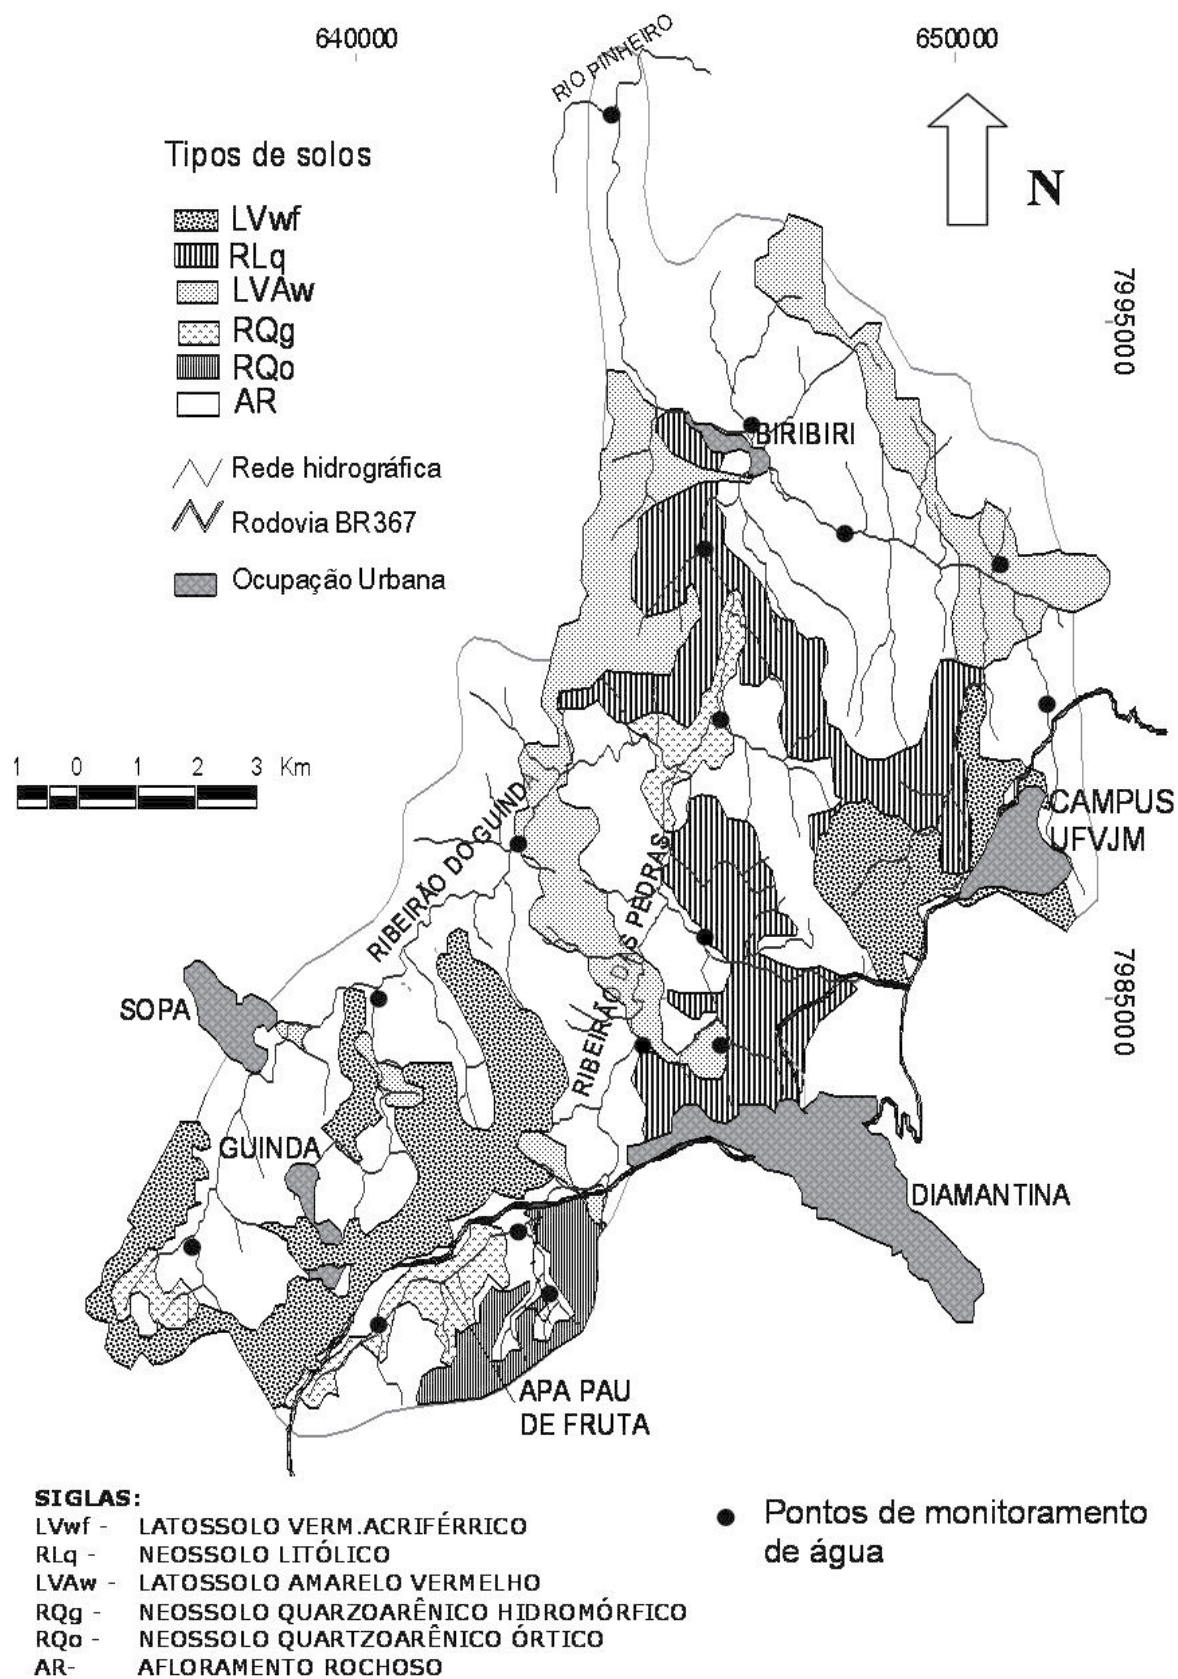 640000
650000
RIO PINHEIRO
N
Tipos de solos
LVwf
RLq
LVAw
RQg
RQo
AR
Rede hidrográfica
Rodovia BR367
Ocupação Urbana
7995000
BIRIBIRI
1 0 1 2 3 Km
CAMPUS
UFVJM
RIBEIRÃO DO GUIND
RIBEIRÃO DAS PEDRAS
7985000
SOPA
GUINDA
DIAMANTINA
APA PAU
DE FRUTA
SIGLAS:
LVwf - LATOSSOLO VERM.ACRIFÉRRICO
RLq - NEOSSOLO LITÓLICO
LVAw - LATOSSOLO AMARELO VERMELHO
RQg - NEOSSOLO QUARZOARÊNICO HIDROMÓRFICO
RQo - NEOSSOLO QUARTZOARÊNICO ÓRTICO
AR- AFLORAMENTO ROCHOSO
Pontos de monitoramento
de água